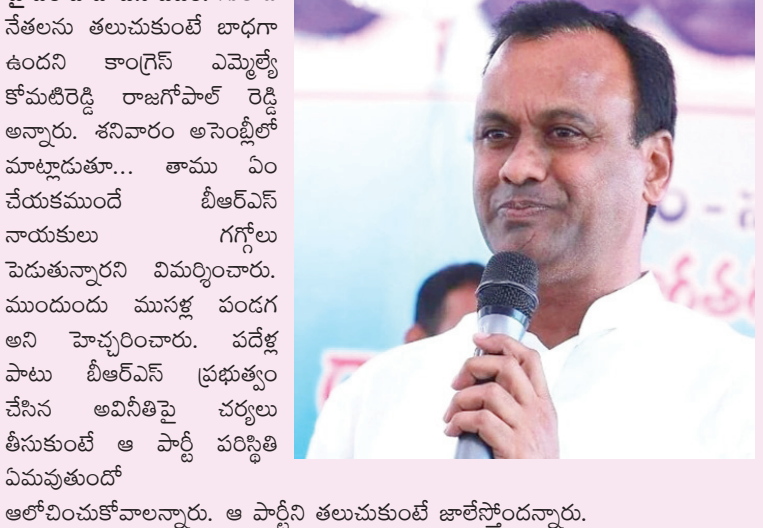 నేతలను తలుచుకుంటే బాధగా
ఉందని కాంగ్రెస్ ఎమ్మెల్యే
కోమటిరెడ్డి రాజగోపాల్ రెడ్డి
అన్నారు. శనివారం అసెంబ్లీలో
మాట్లాడుతూ... తాము ఏం
చేయకముందే బీఆర్ఎస్
నాయకులు గగ్గోలు
పెడుతున్నారని విమర్శించారు.
ముందుందు ముసళ్ల పండగ
అని హెచ్చరించారు. పదేళ్ల
పాటు బీఆర్ఎస్ ప్రభుత్వం
చేసిన అవినీతిపై చర్యలు
తీసుకుంటే ఆ పార్టీ పరిస్థితి
ఏమవుతుందో
ఆలోచించుకోవాలన్నారు. ఆ పార్టీని తలుచుకుంటే జాలేస్తోందన్నారు.